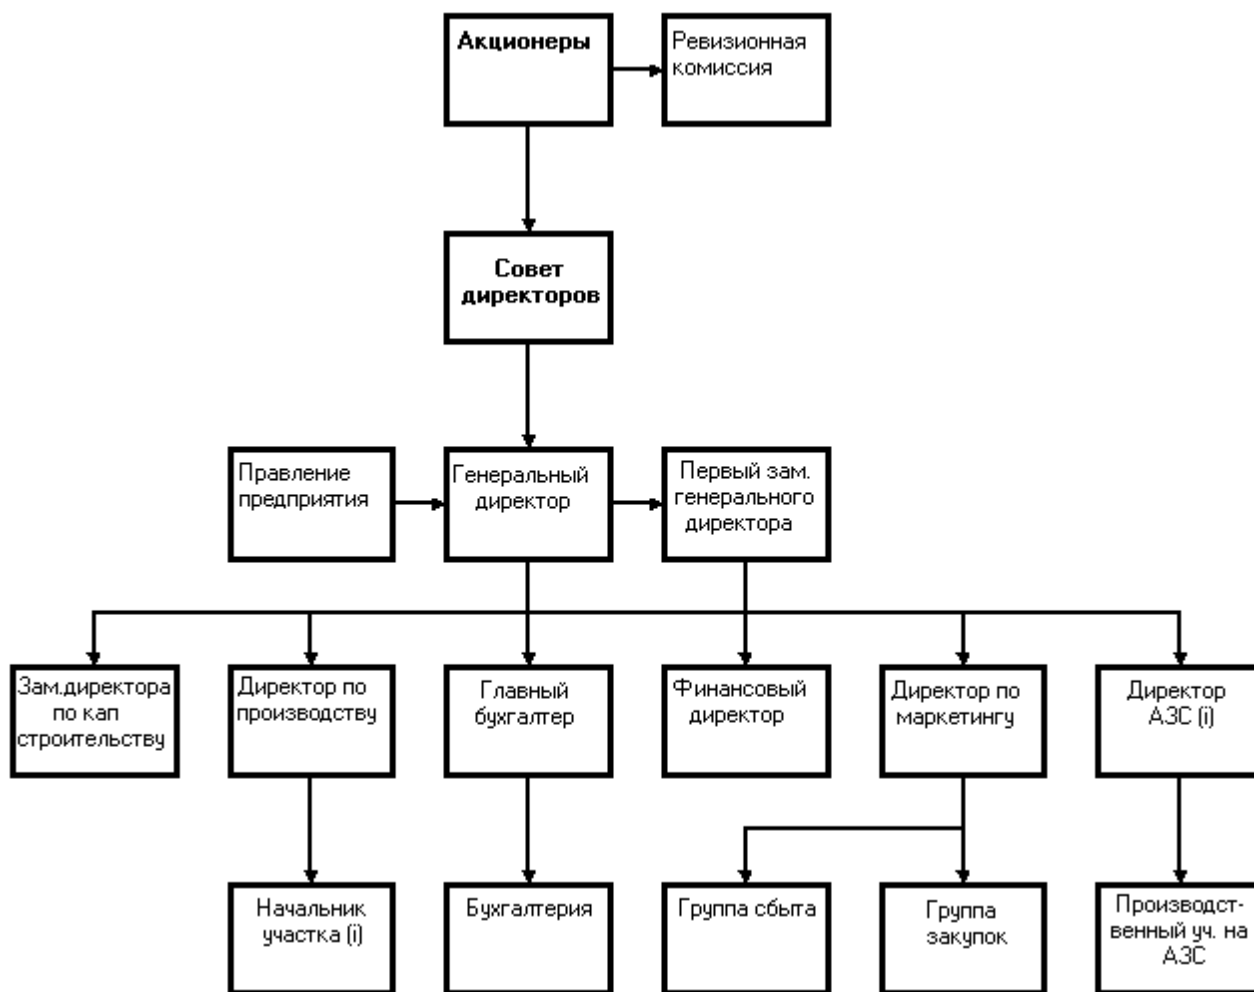 Акционеры
Ревизионная
комиссия
Совет
директоров
Правление
предприятия
Генеральный
директор
Первый зам.
генерального
директора
Зам.директора
по кап
строительству
Директор по
производству
Главный
бухгалтер
Финансовый
директор
Директор по
маркетингу
Директор
АЗС (i)
Начальник
участка (i)
Бухгалтерия
Группа сбыта
Группа
закупок
Производст-
венный уч. на
АЗС